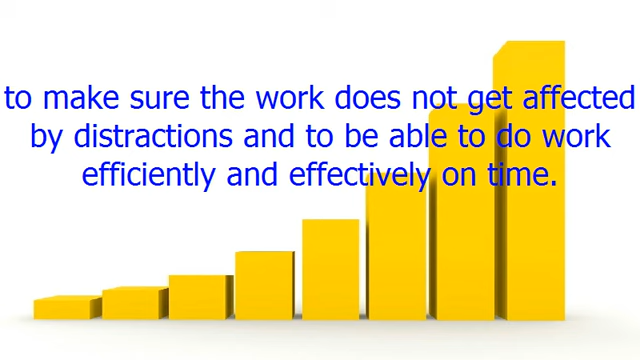 to make sure the work does not get affected
by distractions and to be able to do work
efficiently and effectively on time.